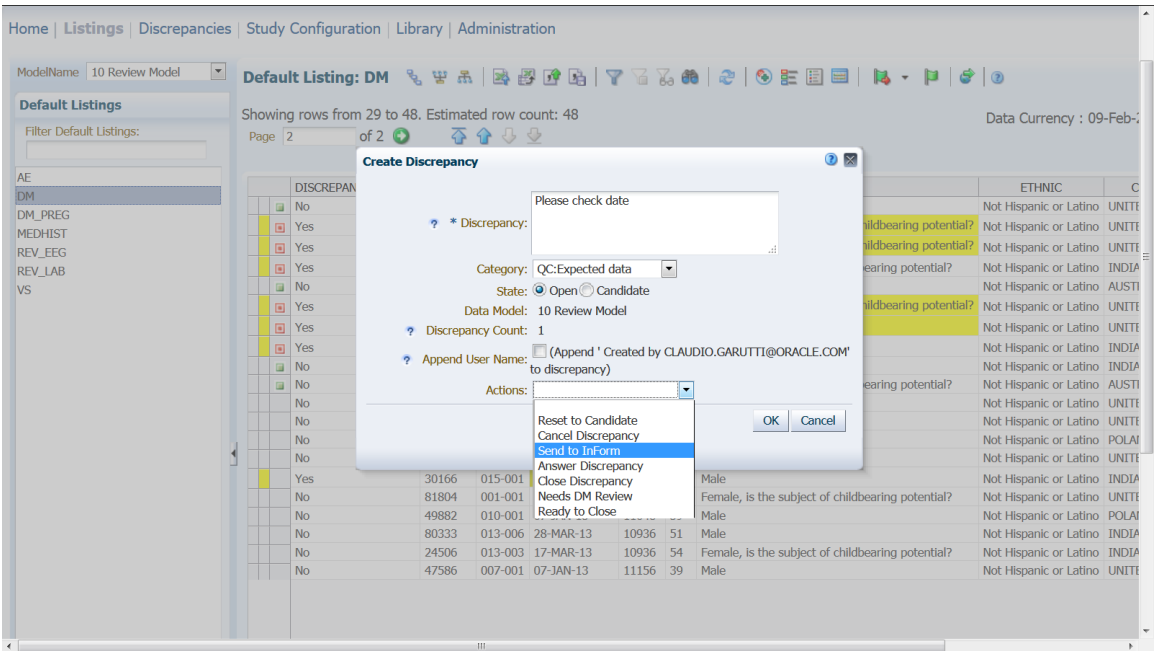 Home | Listings | Discrepancies | Study Configuration | Library | Administration
ModelName 10 Review Model
Default Listing: DM
Default Listings
Showing rows from 29 to 48. Estimated row count: 48
Data Currency : 09-Feb-
Filter Default Listings:
Page 2 of 2
AE
DM
DM_PREG
MEDHIST
REV_EEG
REV_LAB
VS
Create Discrepancy
* Discrepancy: Please check date
Category: QC:Expected data
State: Open Candidate
Data Model: 10 Review Model
Discrepancy Count: 1
Append User Name: (Append ' Created by CLAUDIO.GARUTTI@ORACLE.COM'
to discrepancy)
Actions:
Reset to Candidate
Cancel Discrepancy
Send to InForm
Answer Discrepancy
Close Discrepancy
Needs DM Review
Ready to Close
OK Cancel
DISCREPAN ETHNIC C
No Not Hispanic or Latino UNITE
Yes hildbearing potential? Not Hispanic or Latino UNITE
Yes hildbearing potential? Not Hispanic or Latino UNITE
Yes earing potential? Not Hispanic or Latino INDIA
No Not Hispanic or Latino AUSTI
Yes hildbearing potential? Not Hispanic or Latino UNITE
Yes Not Hispanic or Latino UNITE
Yes Not Hispanic or Latino INDIA
No Not Hispanic or Latino INDIA
No earing potential? Not Hispanic or Latino AUSTI
No Not Hispanic or Latino UNITE
No Not Hispanic or Latino UNITE
No Not Hispanic or Latino POLAI
No Not Hispanic or Latino UNITE
Yes 30166 015-001 Male Not Hispanic or Latino INDIA
No 81804 001-001 Female, is the subject of childbearing potential? Not Hispanic or Latino UNITE
No 49882 010-001 Male Not Hispanic or Latino POLAI
No 80333 013-006 28-MAR-13 10936 51 Male Not Hispanic or Latino INDIA
No 24506 013-003 17-MAR-13 10936 54 Female, is the subject of childbearing potential? Not Hispanic or Latino INDIA
No 47586 007-001 07-JAN-13 11156 39 Male Not Hispanic or Latino UNITE